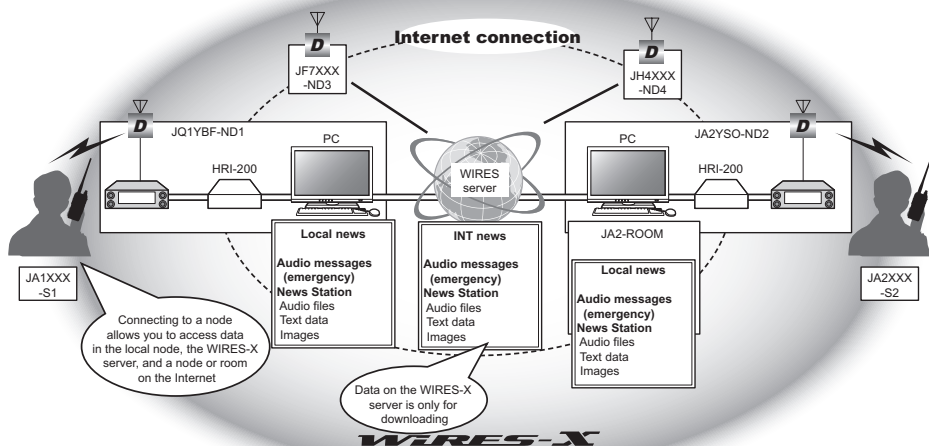 Internet connection
D
JF7XXX
-ND3
D
JH4XXX
-ND4
D
JQ1YBF-ND1
PC
HRI-200
WIRES
server
PC
JA2YSO-ND2
D
HRI-200
JA1XXX
-S1
JA2XXX
-S2
Local news
Audio messages
(emergency)
News Station
Audio files
Text data
Images
INT news
Audio messages
(emergency)
News Station
Audio files
Text data
Images
JA2-ROOM
Local news
Audio messages
(emergency)
News Station
Audio files
Text data
Images
Connecting to a node
allows you to access data
in the local node, the WIRES-X
server, and a node or room
on the Internet
Data on the WIRES-X
server is only for
downloading
WiRES-X